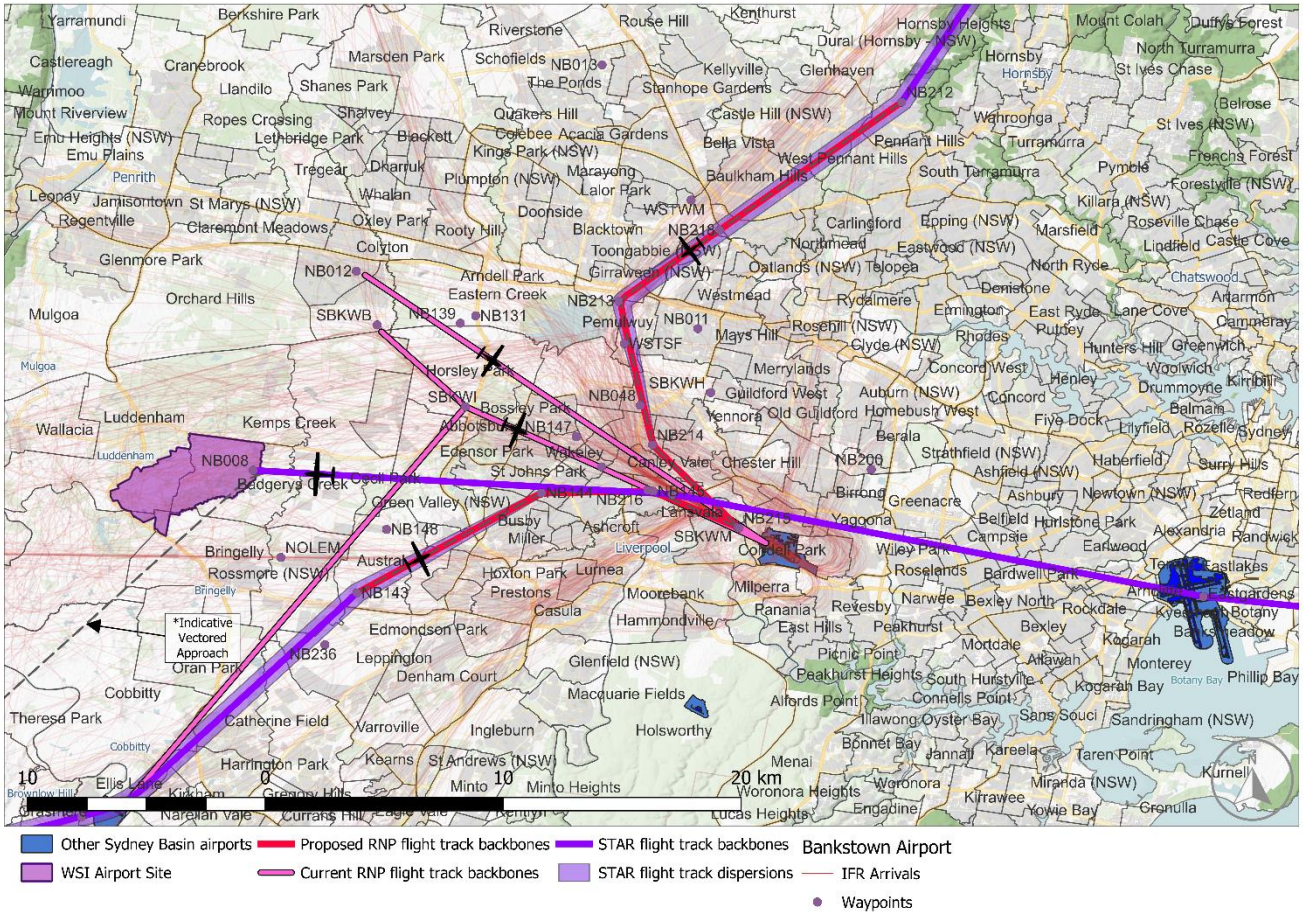 Yarramundi
Berkshire Park
Rouse Hill
Kenthurst
Hornsby Heights
Mount Colah
Duffys Forest
Riverstone
Castlereagh
Cranebrook
Marsden Park
Schofields
NB013
Kellyville
Dural (Hornsby - NSW)
Glenhaven
Hornsby
Hornsby
North Turramurra
St Ives Chase
Warrimoo
Llandilo
Shanes Park
The Ponds
Stanhope Gardens
NB212
Belrose
Mount Riverview
Ropes Crossing
Shalvey
Quakers Hill
Castle Hill (NSW)
Wahroonga
St Ives (NSW)
Emu Heights (NSW)
Lethbridge Park
Blackett
Colebee
Acacia Gardens
Bella Vista
Pennant Hills
Turramurra
Emu Plains
Tregear
Dharruk
Kings Park (NSW)
Marayong
West Pennant Hills
Pymble
Frenchs Forest
Penrith
Whalan
Plumpton (NSW)
Lalor Park
Baulkham Hills
South Turramurra
Forestville (NSW)
Leonay
Jamisontown
St Marys (NSW)
Oxley Park
Doonside
WSTWM
Killara (NSW)
Regentville
Claremont Meadows
Rooty Hill
Blacktown
NB218
Carlingford
Epping (NSW)
Marsfield
Roseville Chase
Colyton
Toongabbie (NSW)
Northmead
Eastwood (NSW)
Lindfield
Castle Cove
Glenmore Park
NB012
Arndell Park
Girraween (NSW)
Oatlands (NSW)
Telopea
North Ryde
Chatswood
Orchard Hills
Eastern Creek
NB213
Westmead
Rydalmere
Denistone
Artarmon
Mulgoa
SBKWB
NB139
NB131
Pemulwuy
NB011
Mays Hill
Rosehill (NSW)
Ermington
East Ryde
Lane Cove
Cammeray
WSTSF
Clyde (NSW)
Rhodes
Putney
Hunters Hill
Greenwich
Mulgoa
Horsley Park
SBKWH
Merrylands
Concord West
Henley
Woolwich
Kirribilli
SBKWI
Bossley Park
NB048
Guildford West
Auburn (NSW)
Drummoyne
Luddenham
Kemps Creek
Yennora
Old Guildford
Homebush West
Concord
Five Dock
Balmain
Wallacia
Abbotsbury
NB147
NB214
Berala
Lilyfield
Rozelle
Sydney
Luddenham
NB008
Edensor Park
Wakeley
Canley Vale
Chester Hill
NB200
Strathfield (NSW)
Haberfield
Surry Hills
Badgerys Creek
St Johns Park
Birrong
Ashfield (NSW)
Green Valley (NSW)
NB141
NB216
NB145
Greenacre
Ashbury
Newtown (NSW)
Redfern
Lansvale
NB215
Yagoona
Belfield
Hurlstone Park
Zetland
Busby
Ashcroft
Campsie
Alexandria
NB148
Miller
Liverpool
SBKWM
Condell Park
Wiley Park
Earlwood
Randwick
Bringelly
NOLEM
Austral
Hoxton Park
Lurnea
Roselands
Bardwell Park
Eastlakes
Rossmore (NSW)
Milperra
Bringelly
NB143
Prestons
Moorebank
Revesby
Narwee
Bexley North
Rockdale
Eastgardens
Casula
Panania
Botany
*Indicative
Vectored
Approach
Edmondson Park
Hammondville
East Hills
Peakhurst
Bexley
Kogarah
Banksmeadow
NB236
Leppington
Glenfield (NSW)
Picnic Point
Mortdale
Allawah
Monterey
Oran Park
Denham Court
Peakhurst Heights
South Hurstville
Kogarah Bay
Botany Bay
Phillip Bay
Cobbitty
Macquarie Fields
Alfords Point
Connells Point
Theresa Park
Catherine Field
Varroville
Holsworthy
Illawong
Oyster Bay
Sans Souci
Sandringham (NSW)
Ingleburn
Bonnet Bay
Cobbitty
Harrington Park
Kearns
St Andrews (NSW)
Menai
Jannali
Kareela
Taren Point
10 0 10 20 km
Ellis Lane
Minto
Minto Heights
Woronora Heights
Woronora
Miranda (NSW)
Kurnell
Brownlow Hill
Kirkham
Gregory Hills
Kirrawee
Grasmere
Narellan Vale
Currans Hill
Eagle Vale
Kentlyn
Lucas Heights
Engadine
Yowie Bay
Cronulla
Other Sydney Basin airports
Proposed RNP flight track backbones
STAR flight track backbones
Bankstown Airport
WSI Airport Site
Current RNP flight track backbones
STAR flight track dispersions
IFR Arrivals
Waypoints